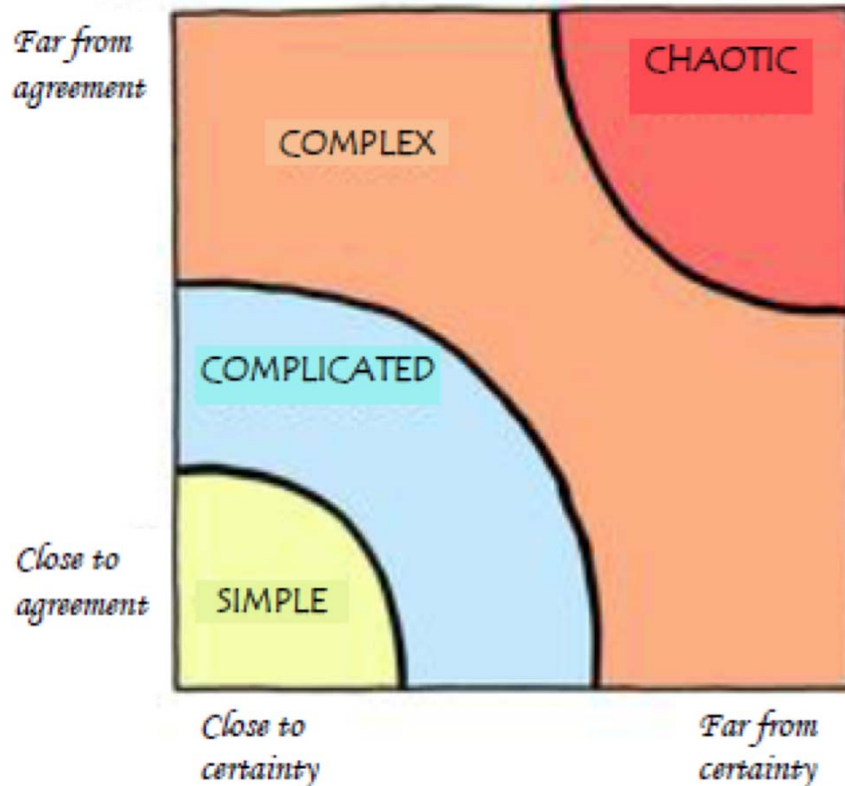 Far from
agreement
CHAOTIC
COMPLEX
COMPLICATED
Close to
agreement
SIMPLE
Close to
certainty
Far from
certainty